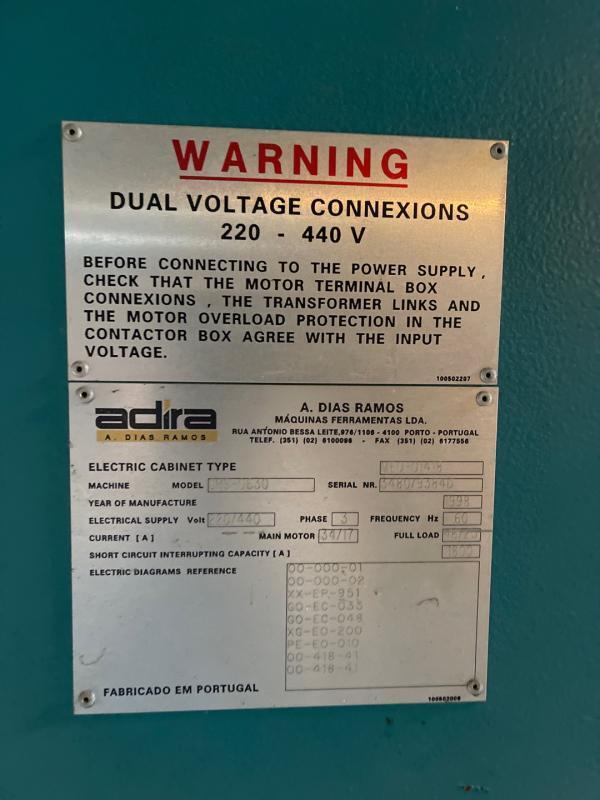 WARNING
DUAL VOLTAGE CONNEXIONS
220 - 440 V
BEFORE CONNECTING TO THE POWER SUPPLY,
CHECK THAT THE MOTOR TERMINAL BOX
CONNEXIONS , THE TRANSFORMER LINKS AND
THE MOTOR OVERLOAD PROTECTION IN THE
CONTACTOR BOX AGREE WITH THE INPUT
VOLTAGE.
100502207
adira
A. DIAS RAMOS
A. DIAS RAMOS
MÁQUINAS FERRAMENTAS LDA.
RUA ANTÓNIO BESSA LEITE,976/1106 - 4100 PORTO - PORTUGAL
TELEF. (351) (02) 6100096 - FAX (351) (02) 6177556
ELECTRIC CABINET TYPE
MACHINE MODEL SERIAL NR.
YEAR OF MANUFACTURE 1998
ELECTRICAL SUPPLY Volt 220/440 PHASE 3 FREQUENCY Hz 60
CURRENT [A] MAIN MOTOR 34/17 FULL LOAD
SHORT CIRCUIT INTERRUPTING CAPACITY [A]
ELECTRIC DIAGRAMS REFERENCE 00-000-01
00-000-02
XX-EP-951
GO-EC-033
GO-EC-048
XG-EO-200
PE-EO-010
00-418-41
00-418-41
FABRICADO EM PORTUGAL